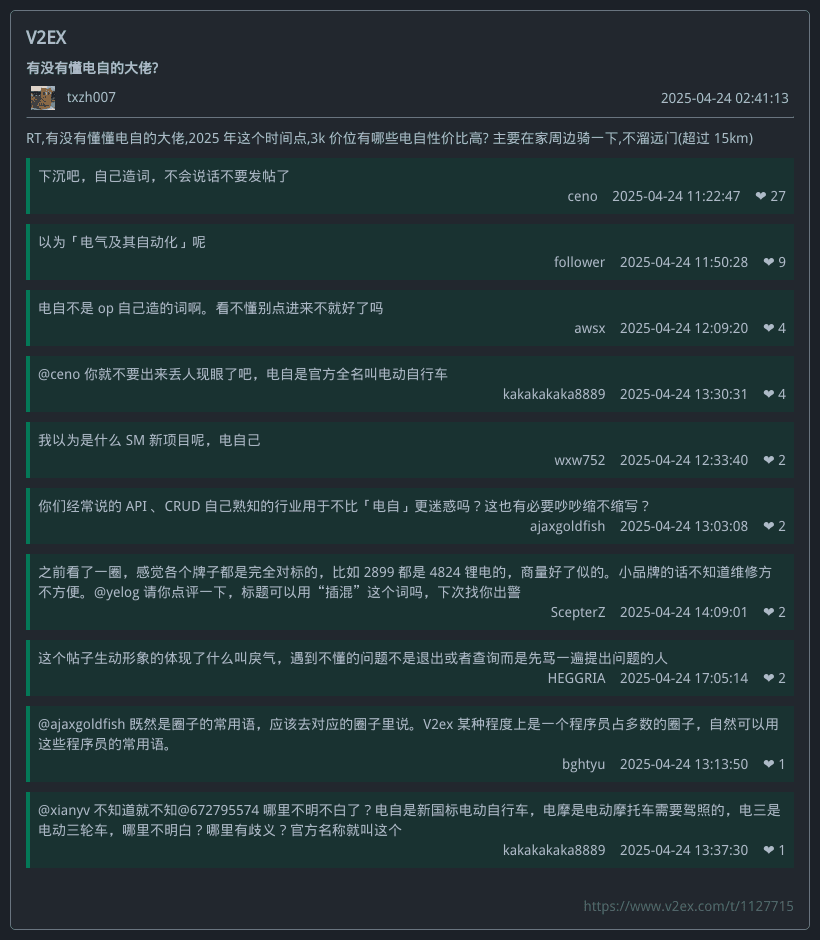 V2EX
有没有懂电自的大佬?
txzh007 2025-04-24 02:41:13
RT,有没有懂懂电自的大佬,2025 年这个时间点,3k 价位有哪些电自性价比高? 主要在家周边骑一下,不溜远门(超过 15km)
下沉吧，自己造词，不会说话不要发帖了
ceno 2025-04-24 11:22:47 ❤ 27
以为「电气及其自动化」呢
follower 2025-04-24 11:50:28 ❤ 9
电自不是 op 自己造的词啊。看不懂别点进来不就好了吗
awsx 2025-04-24 12:09:20 ❤ 4
@ceno 你就不要出来丢人现眼了吧，电自是官方全名叫电动自行车
kakakakaka8889 2025-04-24 13:30:31 ❤ 4
我以为是什么 SM 新项目呢，电自己
wxw752 2025-04-24 12:33:40 ❤ 2
你们经常说的 API 、CRUD 自己熟知的行业用于不比「电自」更迷惑吗？这也有必要吵吵缩不缩写？
ajaxgoldfish 2025-04-24 13:03:08 ❤ 2
之前看了一圈，感觉各个牌子都是完全对标的，比如 2899 都是 4824 锂电的，商量好了似的。小品牌的话不知道维修方
不方便。@yelog 请你点评一下，标题可以用“插混”这个词吗，下次找你出警
ScepterZ 2025-04-24 14:09:01 ❤ 2
这个帖子生动形象的体现了什么叫戾气，遇到不懂的问题不是退出或者查询而是先骂一遍提出问题的人
HEGGRIA 2025-04-24 17:05:14 ❤ 2
@ajaxgoldfish 既然是圈子的常用语，应该去对应的圈子里说。V2ex 某种程度上是一个程序员占多数的圈子，自然可以用
这些程序员的常用语。
bghtyu 2025-04-24 13:13:50 ❤ 1
@xianyv 不知道就不知@672795574 哪里不明不白了？电自是新国标电动自行车，电摩是电动摩托车需要驾照的，电三是
电动三轮车，哪里不明白？哪里有歧义？官方名称就叫这个
kakakakaka8889 2025-04-24 13:37:30 ❤ 1
https://www.v2ex.com/t/1127715